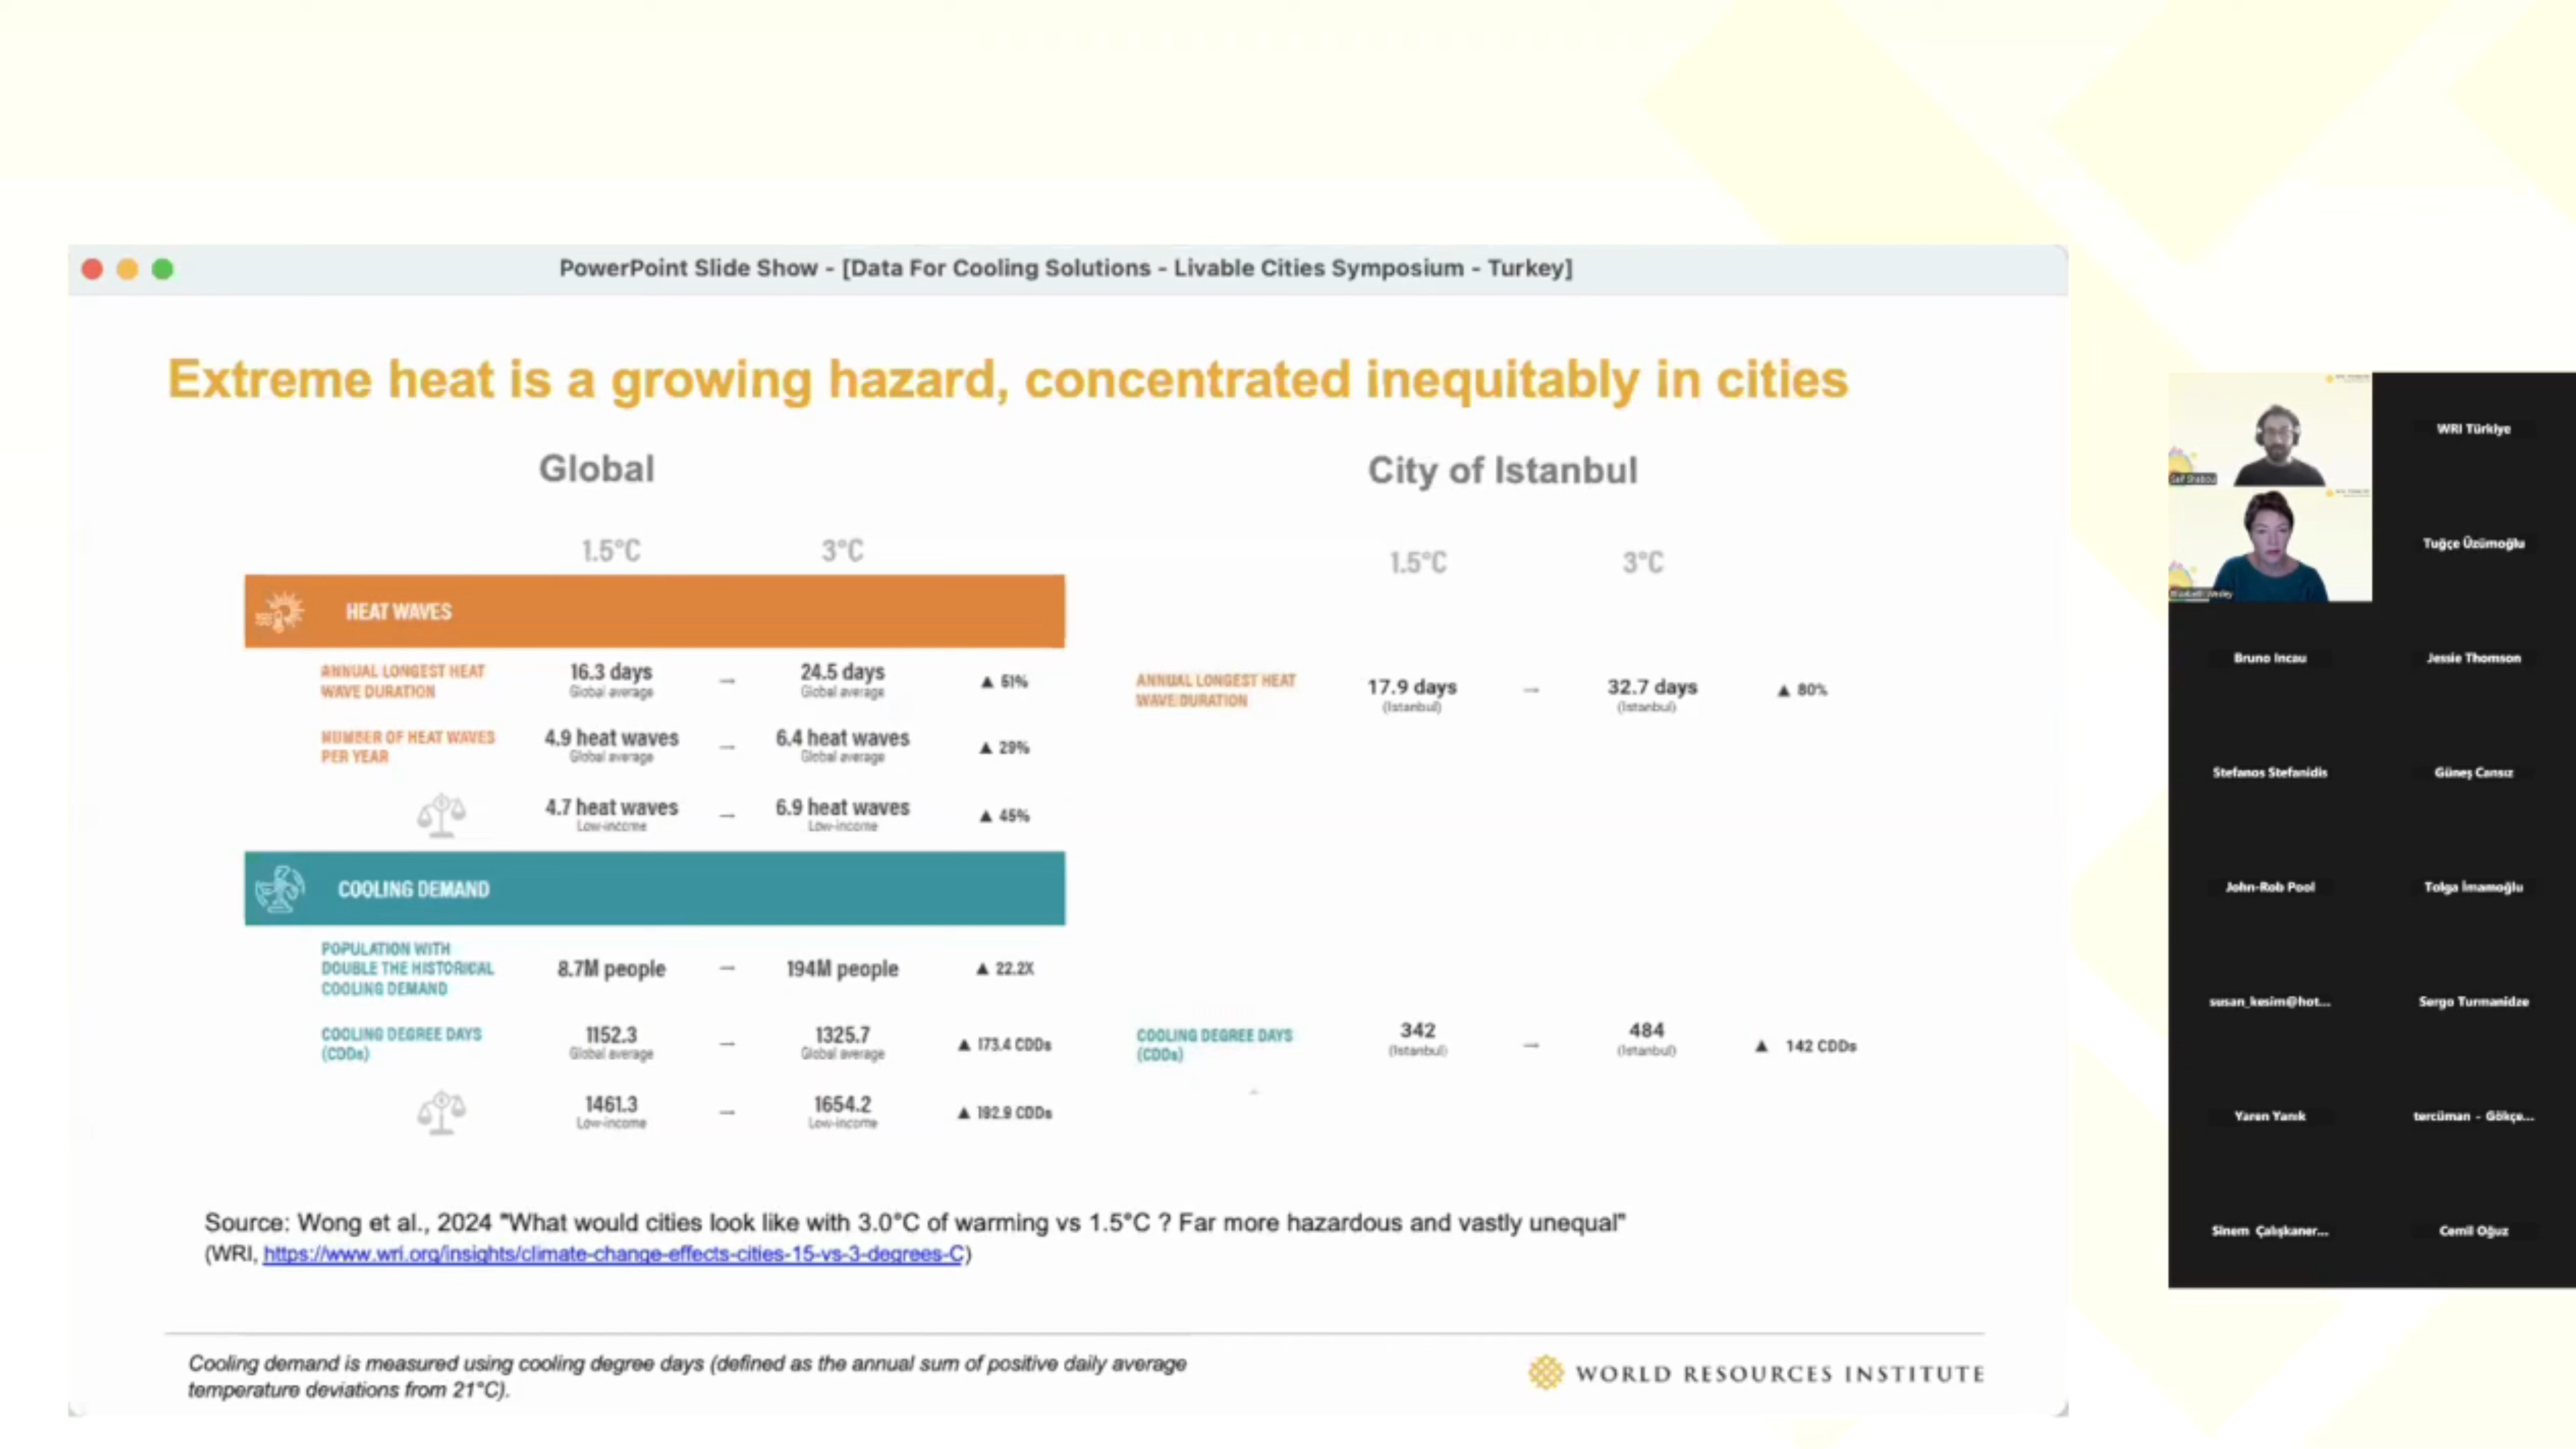 PowerPoint Slide Show - [Data For Cooling Solutions - Livable Cities Symposium - Turkey]
Extreme heat is a growing hazard, concentrated inequitably in cities
Global
1.5°C 3°C
HEAT WAVES
ANNUAL LONGEST HEAT
WAVE DURATION
16.3 days
Global average
→
24.5 days
Global average
▲ 51%
NUMBER OF HEAT WAVES
PER YEAR
4.9 heat waves
Global average
→
6.4 heat waves
Global average
▲ 29%
4.7 heat waves
Low-income
→
6.9 heat waves
Low-income
▲ 45%
COOLING DEMAND
POPULATION WITH
DOUBLE THE HISTORICAL
COOLING DEMAND
8.7M people
→
194M people
▲ 22.2X
COOLING DEGREE DAYS
(CDDs)
1152.3
Global average
→
1325.7
Global average
▲ 173.4 CDDs
1461.3
Low-income
→
1654.2
Low-income
▲ 192.9 CDDs
City of Istanbul
1.5°C 3°C
ANNUAL LONGEST HEAT
WAVE DURATION
17.9 days
(Istanbul)
→
32.7 days
(Istanbul)
▲ 80%
COOLING DEGREE DAYS
(CDDs)
342
(Istanbul)
→
484
(Istanbul)
▲ 142 CDDs
Source: Wong et al., 2024 "What would cities look like with 3.0°C of warming vs 1.5°C ? Far more hazardous and vastly unequal"
(WRI, https://www.wri.org/insights/climate-change-effects-cities-15-vs-3-degrees-C)
Cooling demand is measured using cooling degree days (defined as the annual sum of positive daily average
temperature deviations from 21°C).
WORLD RESOURCES INSTITUTE
WRI Türkiye
Tuğçe Üzümoğlu
Bruno Incau
Jessie Thomson
Stefanos Stefanidis
Güneş Cansız
John-Rob Pool
Tolga İmamoğlu
susan_kesim@hot...
Sergo Turmanidze
Yaren Yanık
tercüman - Gökçe...
Sinem Çalışkaner...
Cemil Oğuz